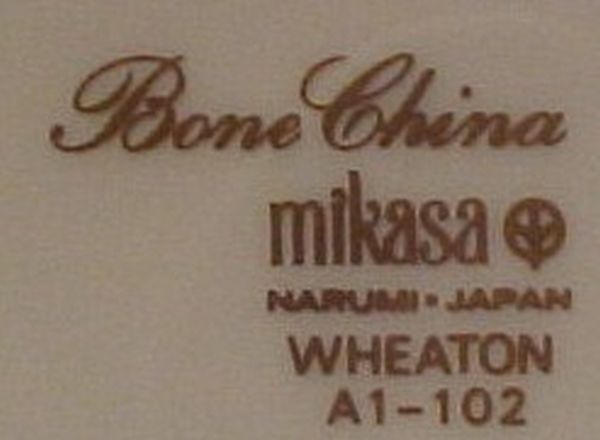 Bone China
mikasa
NARUMI • JAPAN
WHEATON
A1-102